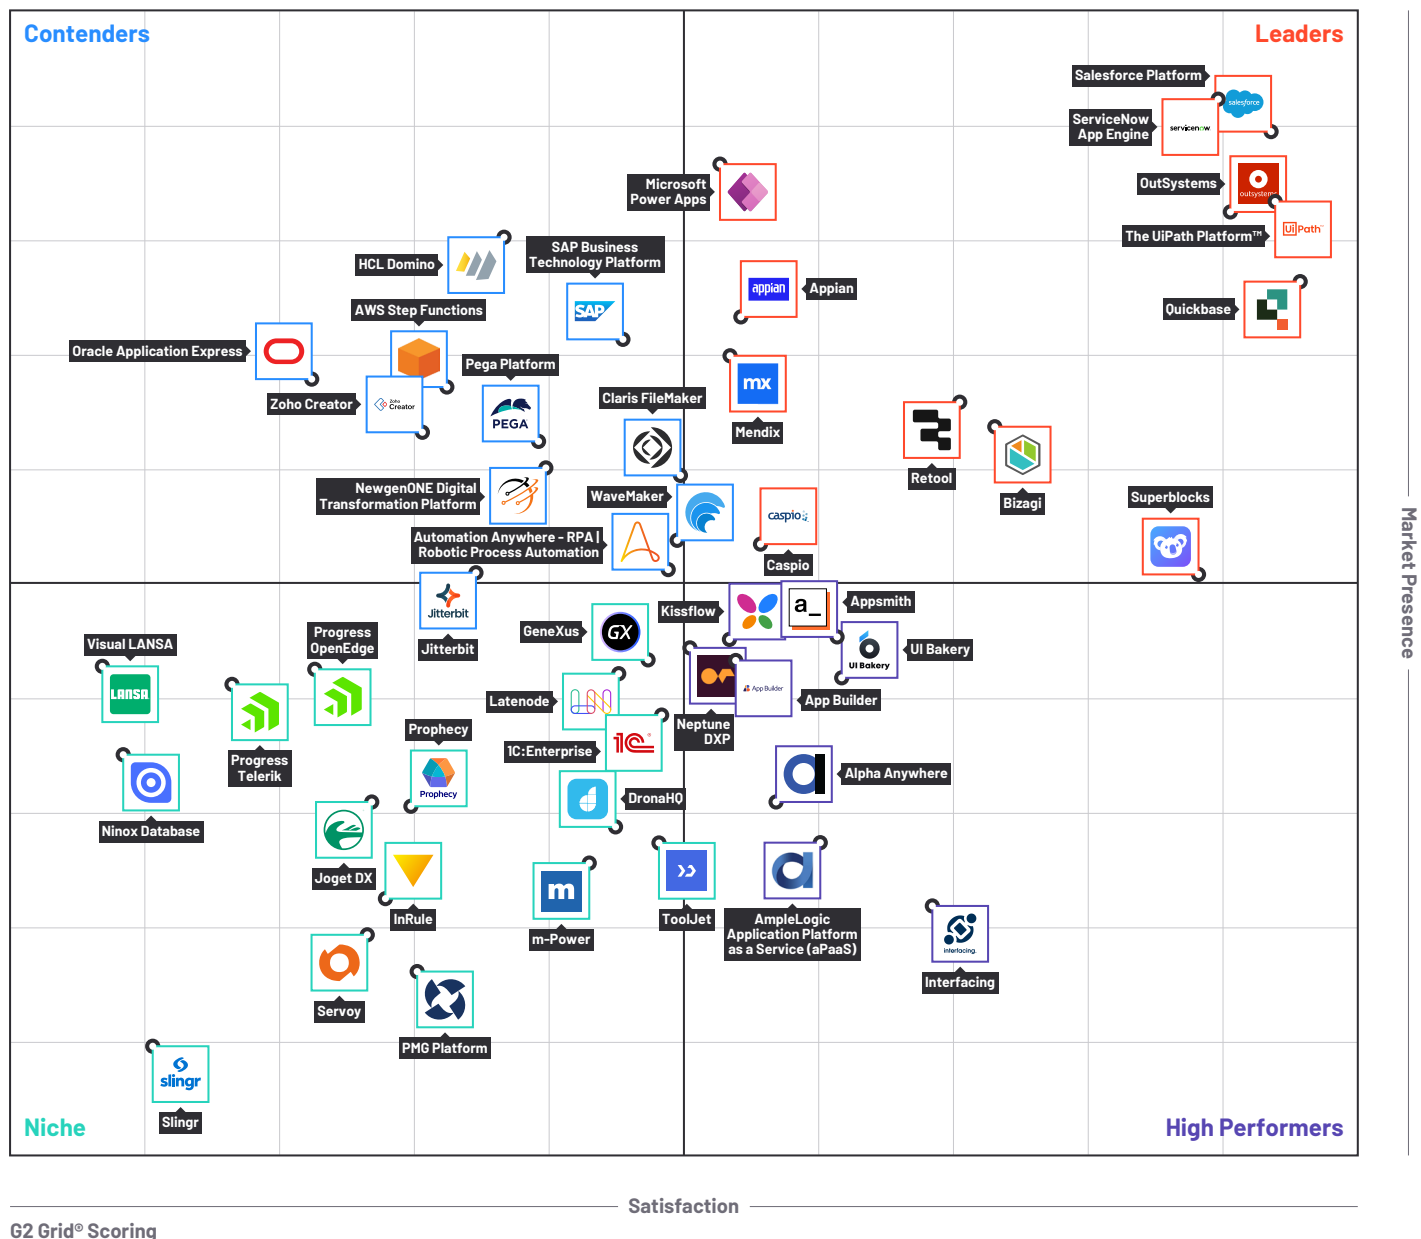 Contenders
Leaders
Salesforce Platform
salesforce
ServiceNow
App Engine
servicenow
OutSystems
outsystems
Microsoft
Power Apps
The UiPath Platform™
UiPath™
HCL Domino
SAP Business
Technology Platform
SAP
Appian
appian
Quickbase
AWS Step Functions
Oracle Application Express
Pega Platform
PEGA
Zoho Creator
Zoho
Creator
Claris FileMaker
mx
Mendix
Retool
Bizagi
NewgenONE Digital
Transformation Platform
WaveMaker
caspio
Caspio
Superblocks
Automation Anywhere - RPA |
Robotic Process Automation
Market Presence
Jitterbit
Jitterbit
GeneXus
GX
Kissflow
a_
Appsmith
UI Bakery
UI Bakery
Visual LANSA
LANSA
Progress
OpenEdge
Progress
Telerik
Latenode
LN
Neptune
DXP
App Builder
App Builder
Prophecy
Prophecy
1C:Enterprise
1C®
Alpha Anywhere
Ninox Database
DronaHQ
Joget DX
InRule
m
m-Power
ToolJet
AmpleLogic
Application Platform
as a Service (aPaaS)
interfacing.
Interfacing
Servoy
PMG Platform
slingr
Slingr
Niche
High Performers
Satisfaction
G2 Grid® Scoring